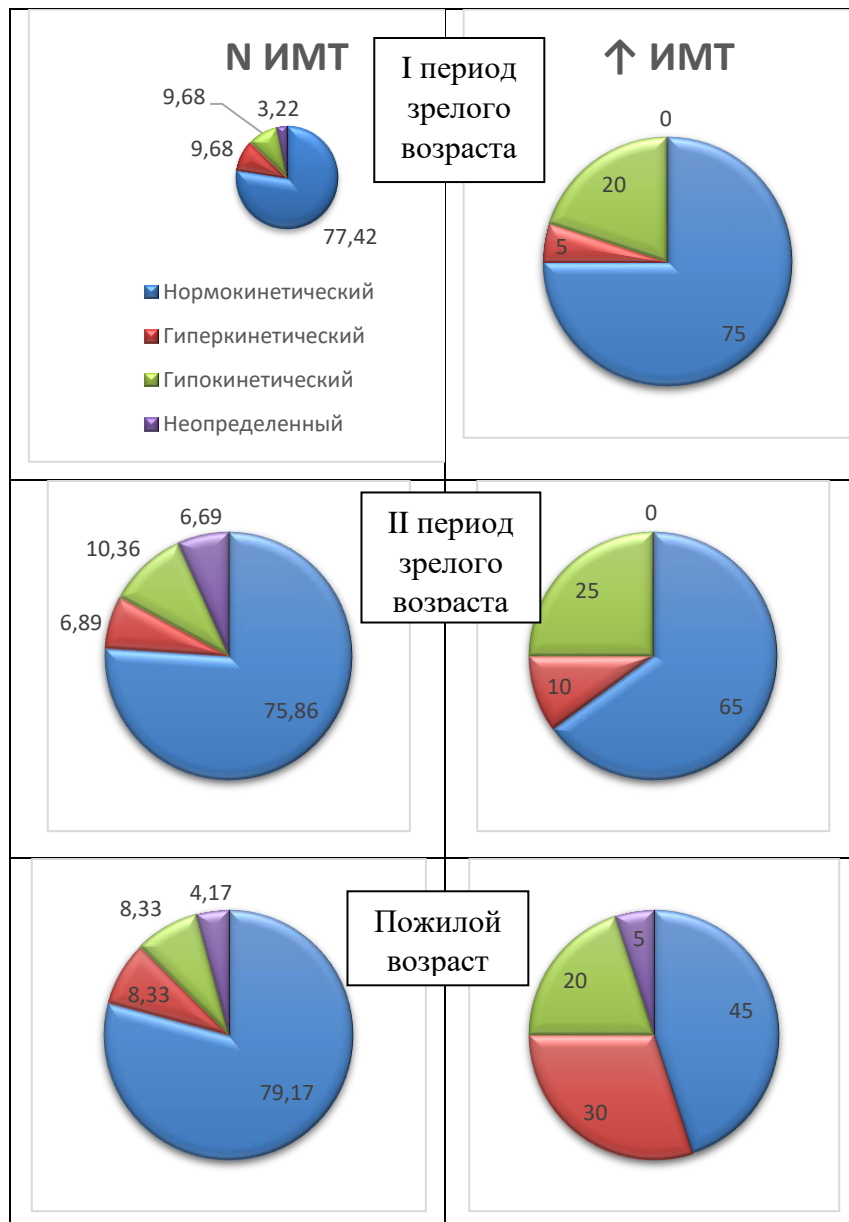 N ИМТ
I период
зрелого
возраста
↑ ИМТ
9,68
3,22
9,68
77,42
Нормокинетический
Гиперкинетический
Гипокинетический
Неопределенный
0
20
5
75
II период
зрелого
возраста
6,69
10,36
6,89
75,86
0
25
10
65
Пожилой
возраст
4,17
8,33
8,33
79,17
5
20
45
30